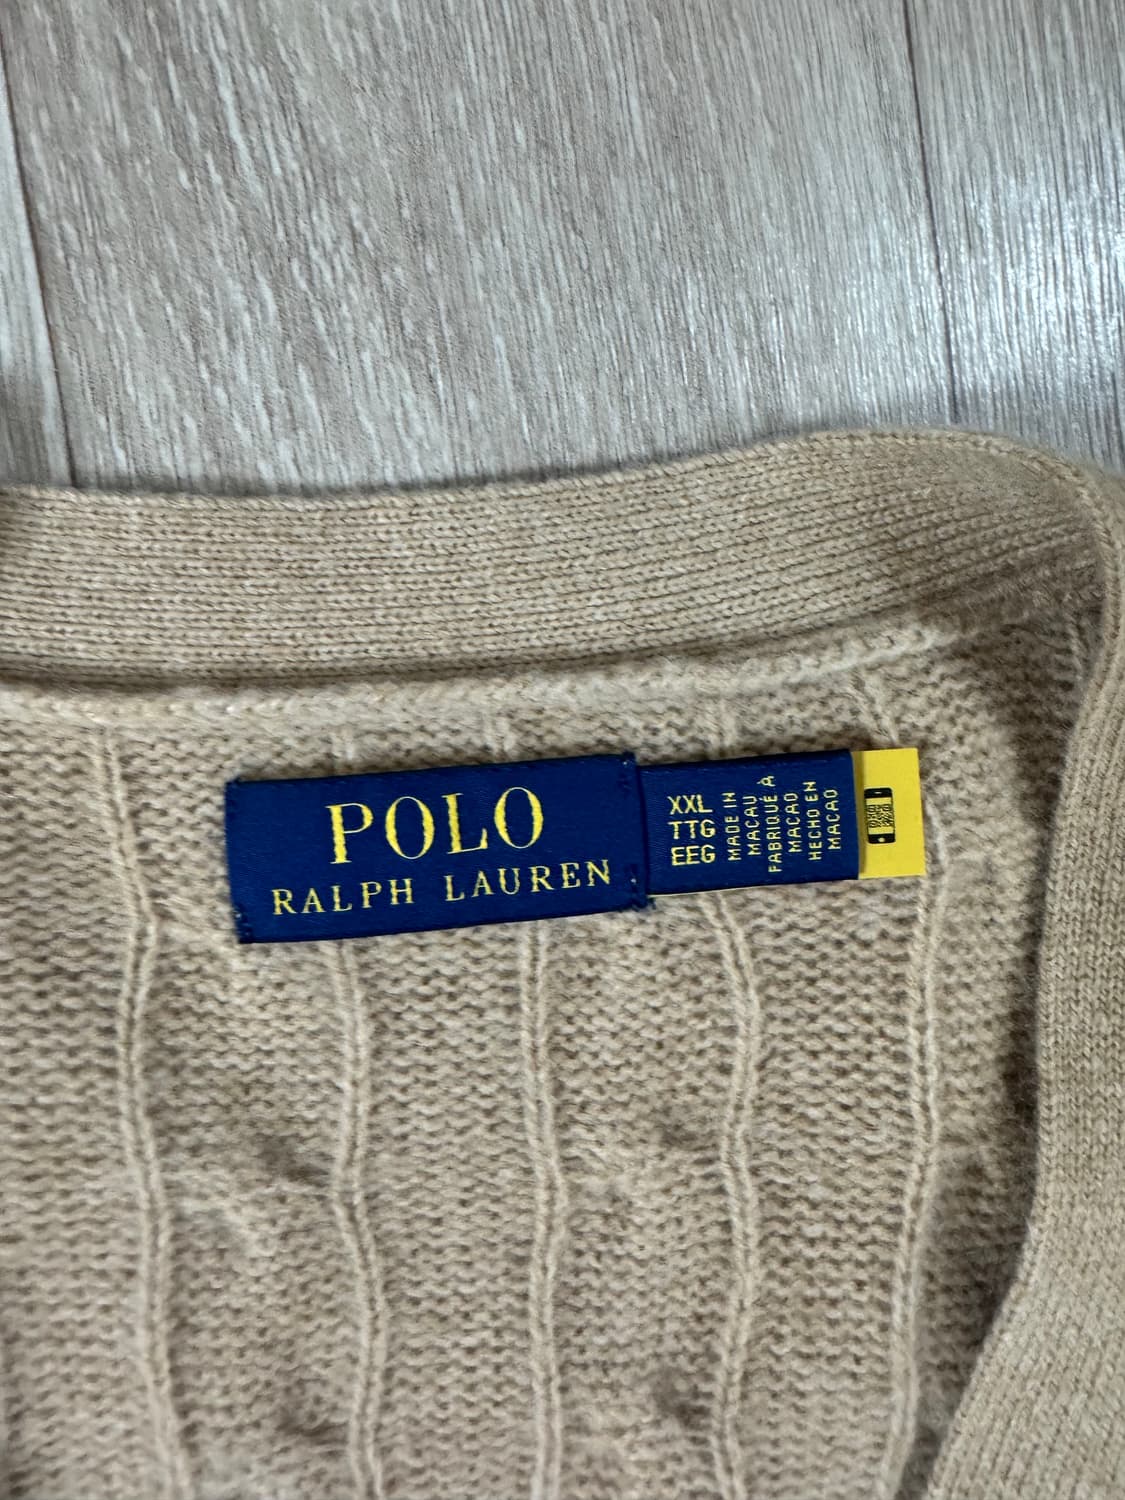 POLO
RALPH LAUREN
XXL
TTG
EEG
MADE IN
MACAU
FABRIQUÉ À
MACAO
HECHO EN
MACAO